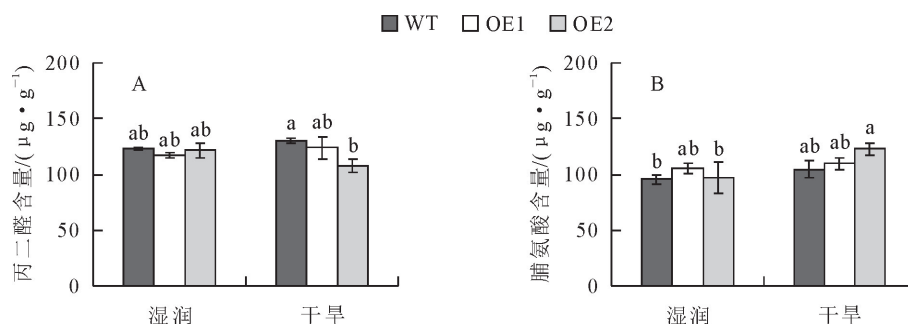 WT OE1 OE2
A
丙二醛含量/(μg·g⁻¹)
200
150
100
50
0
ab ab ab a ab b
湿润 干旱
B
脯氨酸含量/(μg·g⁻¹)
200
150
100
50
0
b ab b ab ab a
湿润 干旱